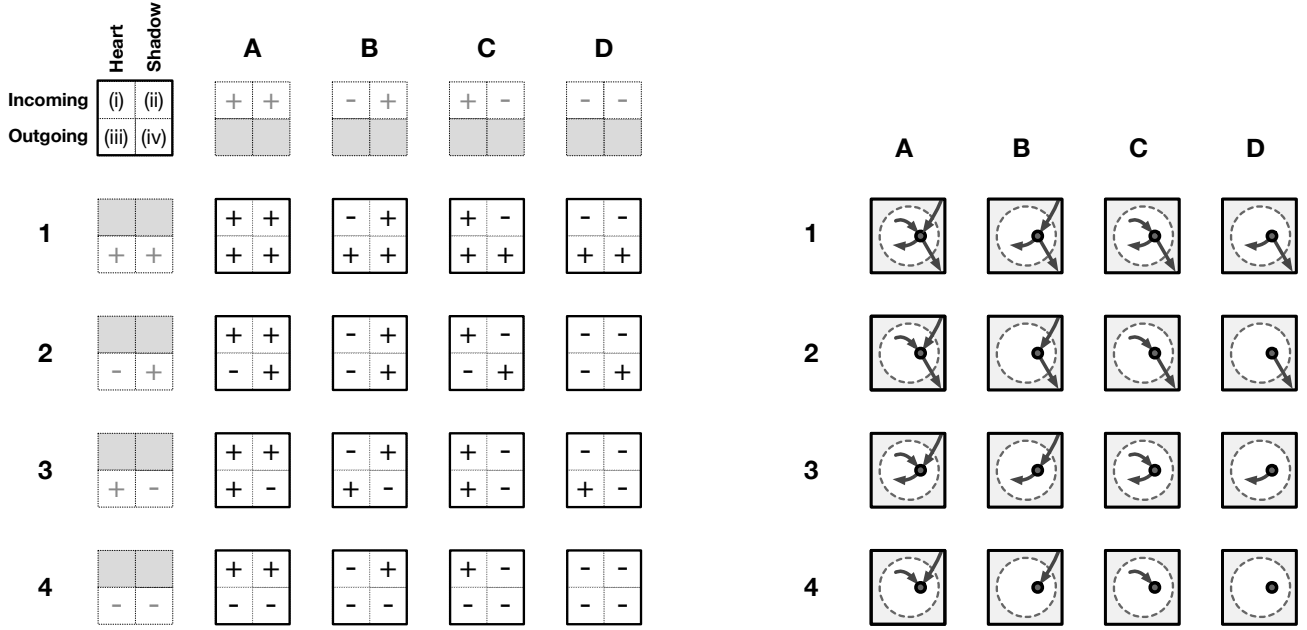 Heart Shadow
A B C D
Incoming (i) (ii) + + - + + - - -
Outgoing (iii) (iv)
+ + - + + - - -
1
+ + + + + + + + + +
+ + - + + - - -
2
- + - + - + - + - +
+ + - + + - - -
3
+ - + - + - + - + -
+ + - + + - - -
4
- - - - - - - - - -
A B C D
1
2
3
4